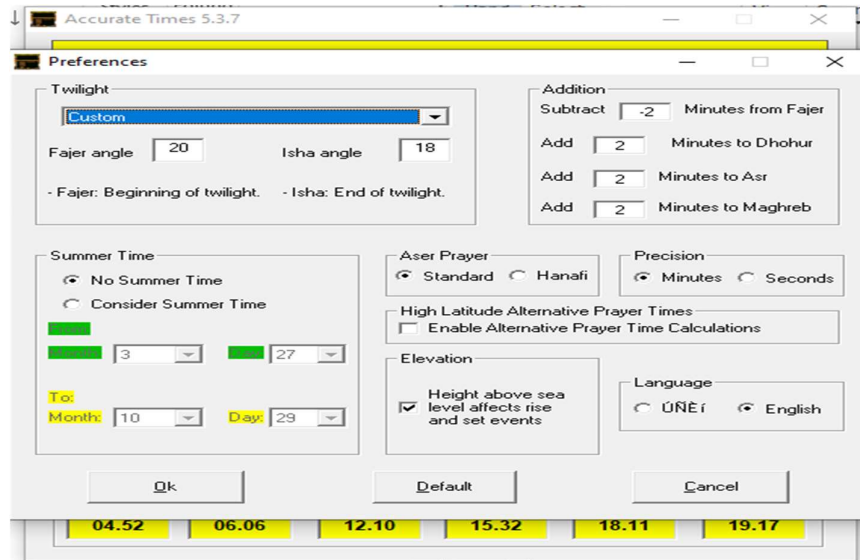 Accurate Times 5.3.7
Preferences
Twilight
Custom
Fajer angle 20 Isha angle 18
- Fajer: Beginning of twilight. - Isha: End of twilight.
Addition
Subtract -2 Minutes from Fajer
Add 2 Minutes to Dhohur
Add 2 Minutes to Asr
Add 2 Minutes to Maghreb
Summer Time
No Summer Time
Consider Summer Time
3 27
To:
Month: 10 Day: 29
Aser Prayer
Standard Hanafi
Precision
Minutes Seconds
High Latitude Alternative Prayer Times
Enable Alternative Prayer Time Calculations
Elevation
Height above sea
level affects rise
and set events
Language
ÚÑÈí English
Ok Default Cancel
04.52 06.06 12.10 15.32 18.11 19.17